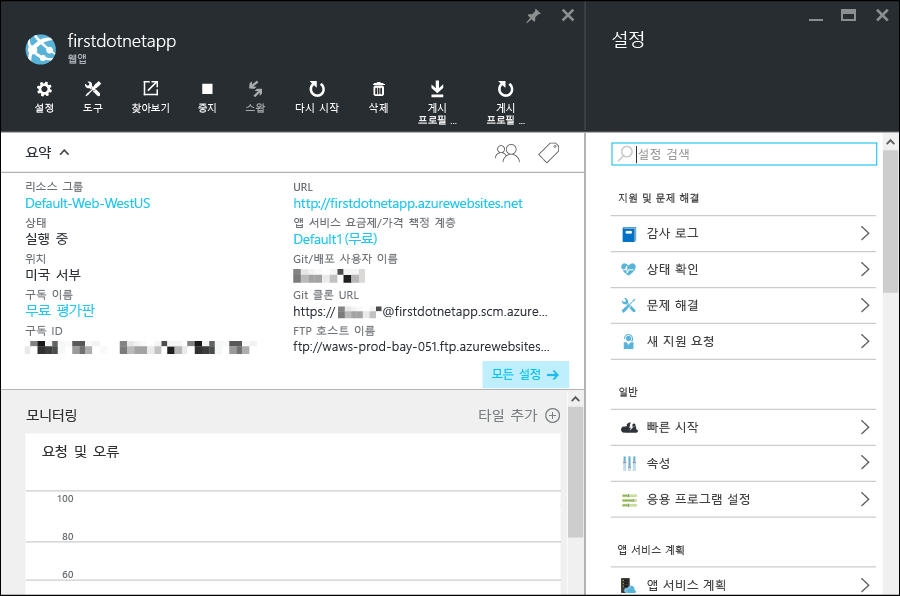 firstdotnetapp
웹앱
설정
도구
찾아보기
중지
스왑
다시 시작
삭제
게시
프로필 ...
게시
프로필 ...
요약
리소스 그룹
Default-Web-WestUS
상태
실행 중
위치
미국 서부
구독 이름
무료 평가판
구독 ID
URL
http://firstdotnetapp.azurewebsites.net
앱 서비스 요금제/가격 책정 계층
Default1(무료)
Git/배포 사용자 이름
Git 클론 URL
https:// @firstdotnetapp.scm.azure...
FTP 호스트 이름
ftp://waws-prod-bay-051.ftp.azurewebsites...
모든 설정
모니터링
타일 추가
요청 및 오류
100
80
60
설정
설정 검색
지원 및 문제 해결
감사 로그
상태 확인
문제 해결
새 지원 요청
일반
빠른 시작
속성
응용 프로그램 설정
앱 서비스 계획
앱 서비스 계획